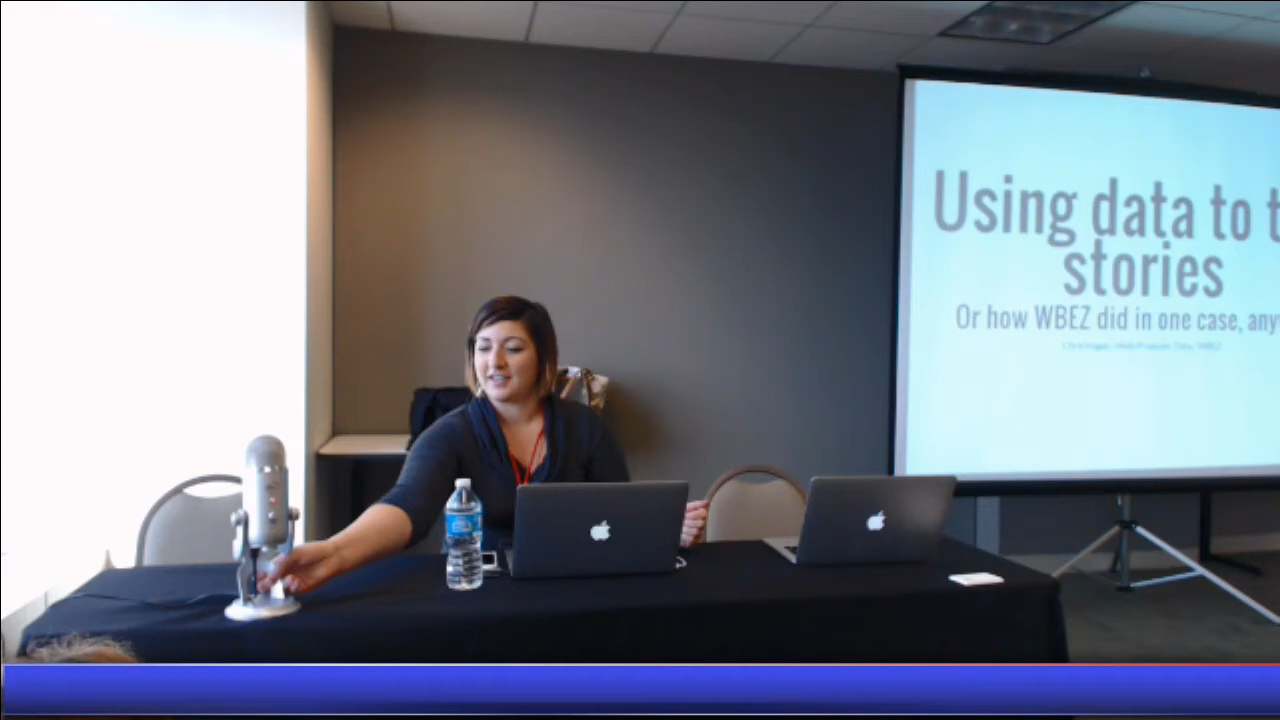 Using data to t
stories
Or how WBEZ did in one case, any